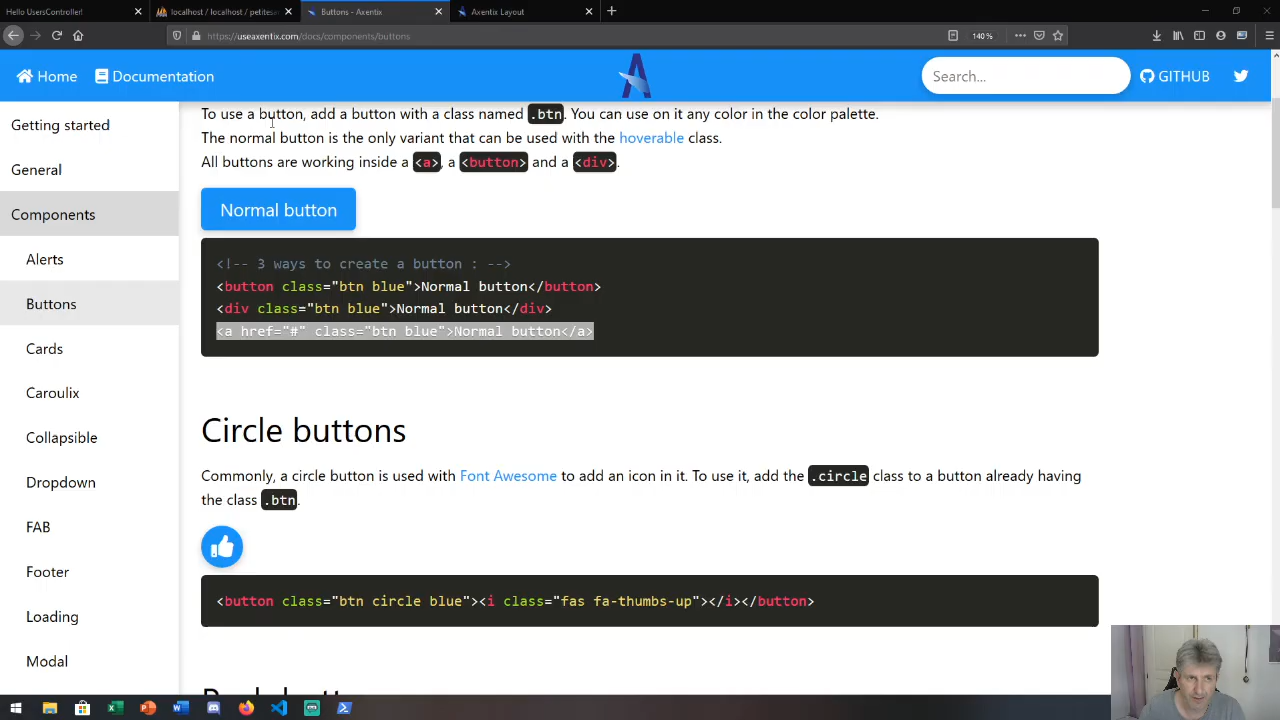 Hello UsersController!
localhost / localhost / petitesan
Buttons - Axentix
Axentix Layout
https://useaxentix.com/docs/components/buttons
140%
Home
Documentation
Search...
GITHUB
Getting started
General
Components
Alerts
Buttons
Cards
Caroulix
Collapsible
Dropdown
FAB
Footer
Loading
Modal
To use a button, add a button with a class named .btn. You can use on it any color in the color palette.
The normal button is the only variant that can be used with the hoverable class.
All buttons are working inside a <a>, a <button> and a <div>.
Normal button
<!-- 3 ways to create a button : -->
<button class="btn blue">Normal button</button>
<div class="btn blue">Normal button</div>
<a href="#" class="btn blue">Normal button</a>
Circle buttons
Commonly, a circle button is used with Font Awesome to add an icon in it. To use it, add the .circle class to a button already having
the class .btn.
<button class="btn circle blue"><i class="fas fa-thumbs-up"></i></button>